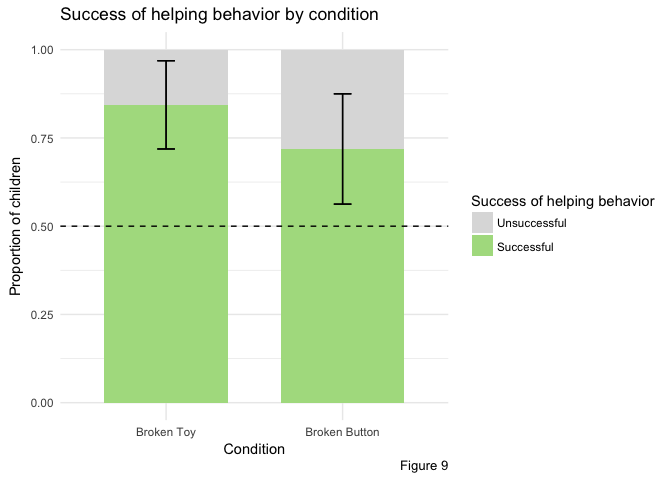 Success of helping behavior by condition
Proportion of children
1.00
0.75
0.50
0.25
0.00
Broken Toy
Broken Button
Condition
Success of helping behavior
Unsuccessful
Successful
Figure 9